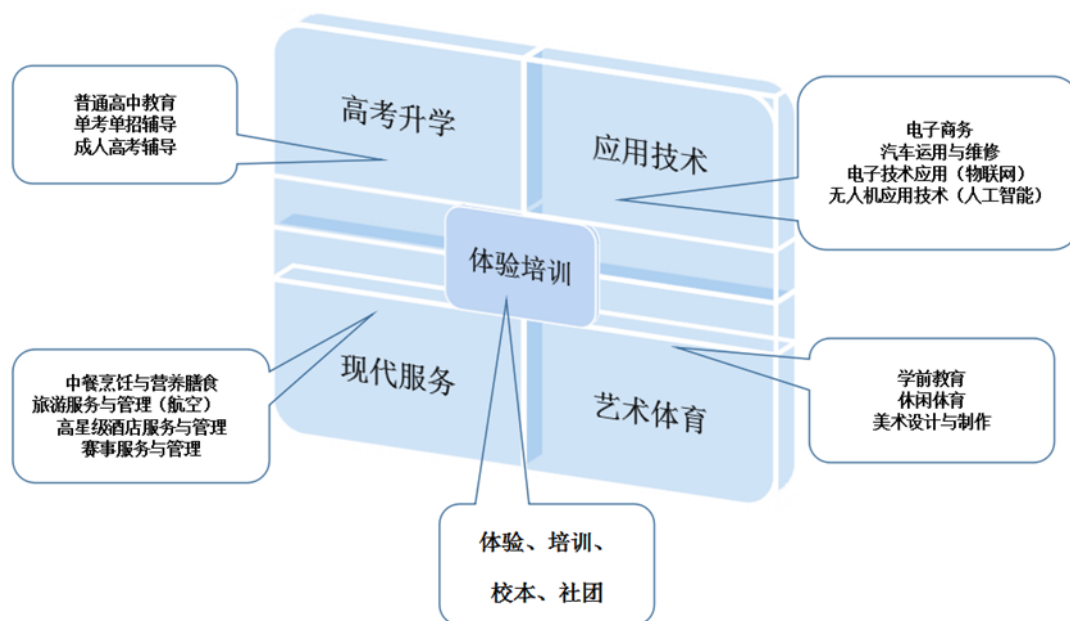 普通高中教育
单考单招辅导
成人高考辅导
高考升学
应用技术
电子商务
汽车运用与维修
电子技术应用（物联网）
无人机应用技术（人工智能）
体验培训
中餐烹饪与营养膳食
旅游服务与管理（航空）
高星级酒店服务与管理
赛事服务与管理
现代服务
艺术体育
学前教育
休闲体育
美术设计与制作
体验、培训、
校本、社团